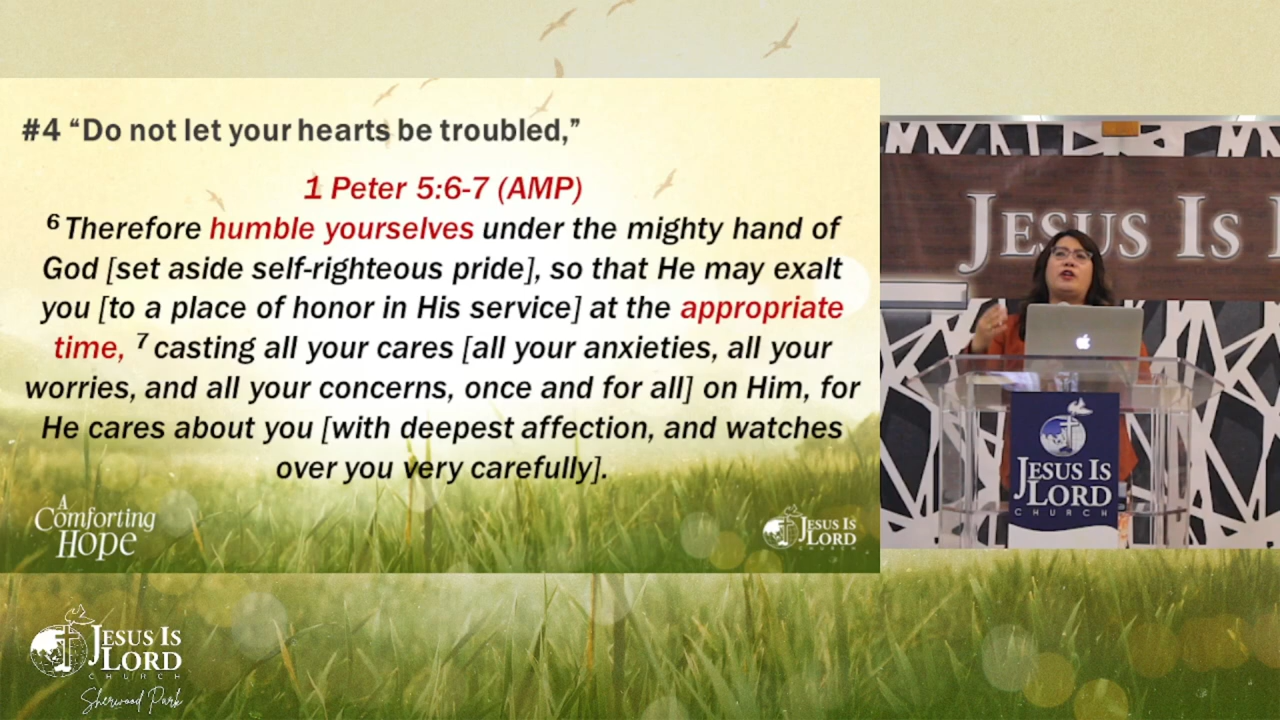 #4 “Do not let your hearts be troubled,”
1 Peter 5:6-7 (AMP)
6 Therefore humble yourselves under the mighty hand of
God [set aside self-righteous pride], so that He may exalt
you [to a place of honor in His service] at the appropriate
time, 7 casting all your cares [all your anxieties, all your
worries, and all your concerns, once and for all] on Him, for
He cares about you [with deepest affection, and watches
over you very carefully].
A
Comforting
Hope
JESUS IS
LORD
CHURCH
JESUS IS
JESUS IS
LORD
CHURCH
JESUS IS
LORD
CHURCH
Sherwood Park